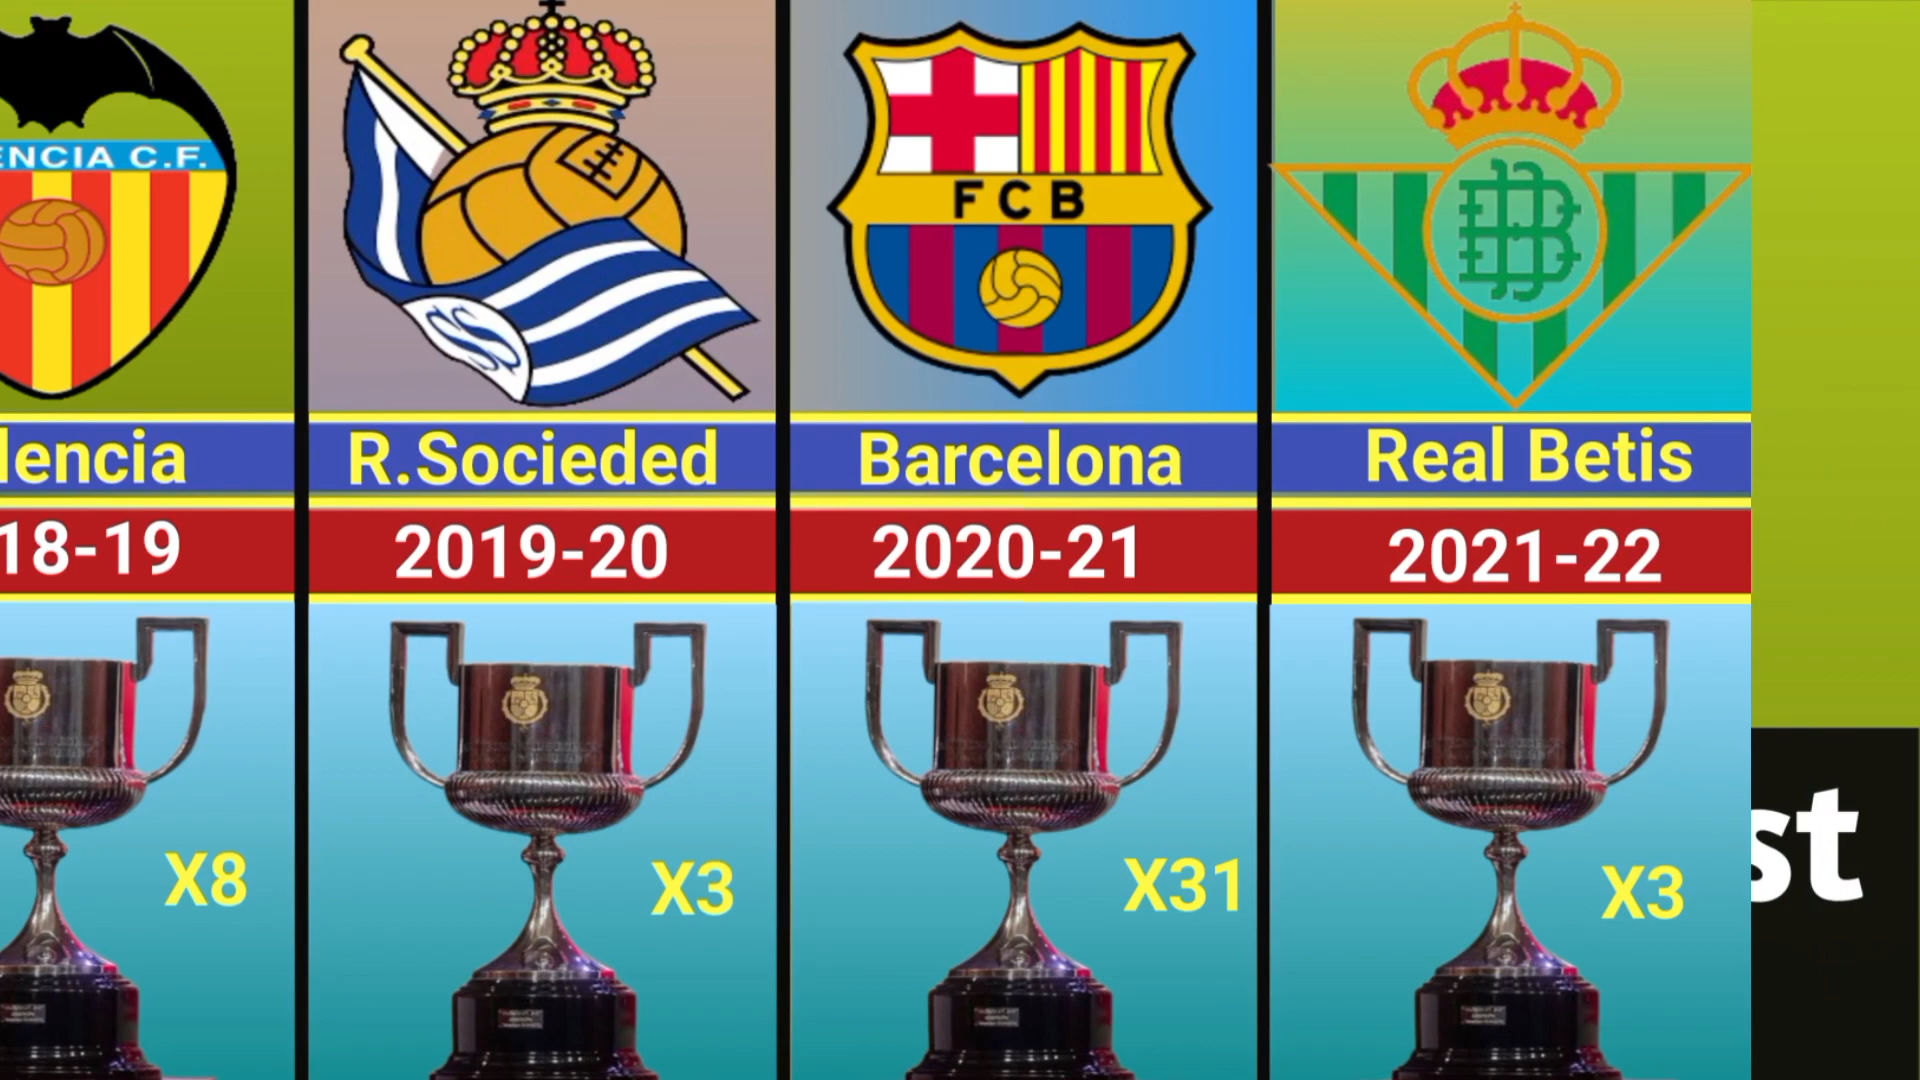 ENCIA C.F.
FCB
lencia
R.Socieded
Barcelona
Real Betis
18-19
2019-20
2020-21
2021-22
X8
X3
X31
X3
st